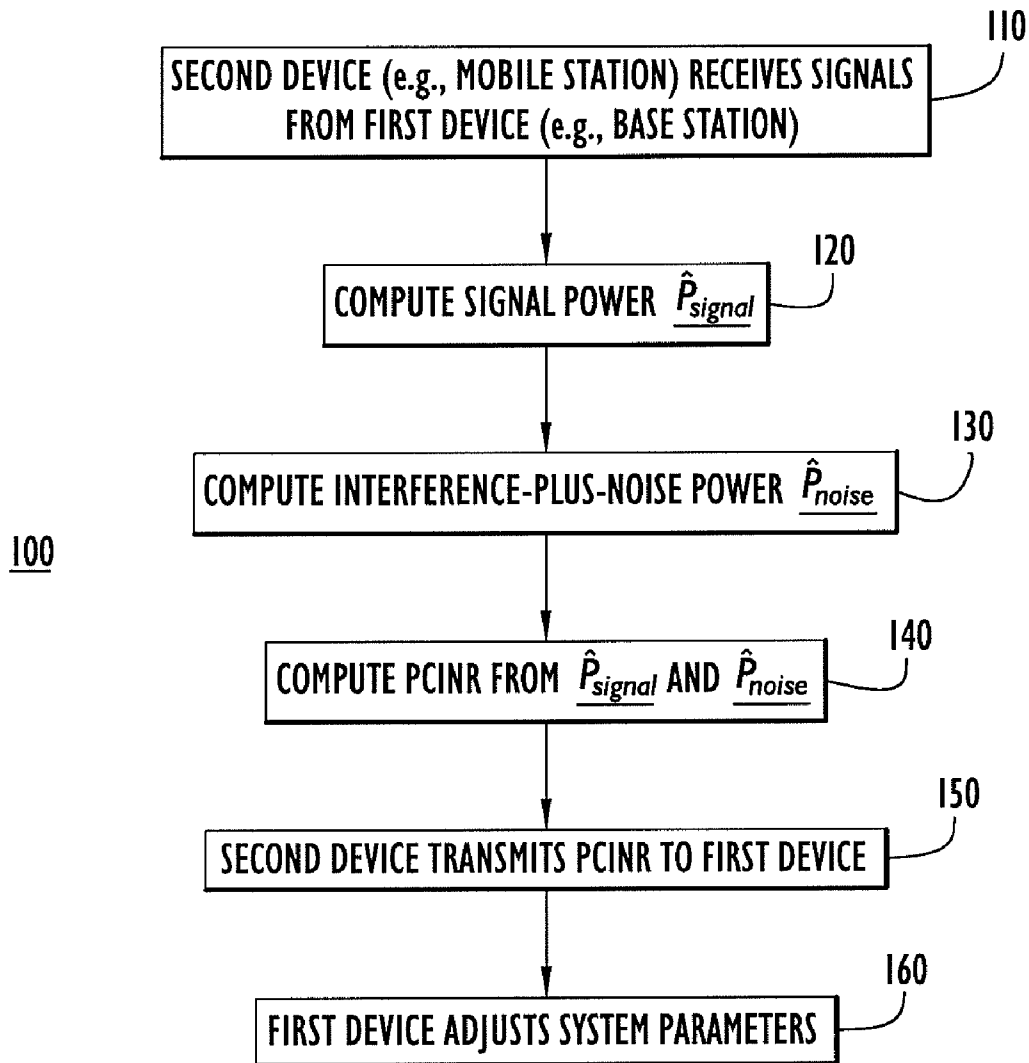 110
SECOND DEVICE (e.g., MOBILE STATION) RECEIVES SIGNALS
FROM FIRST DEVICE (e.g., BASE STATION)
120
COMPUTE SIGNAL POWER P̂signal
130
COMPUTE INTERFERENCE-PLUS-NOISE POWER P̂noise
100
140
COMPUTE PCINR FROM P̂signal AND P̂noise
150
SECOND DEVICE TRANSMITS PCINR TO FIRST DEVICE
160
FIRST DEVICE ADJUSTS SYSTEM PARAMETERS